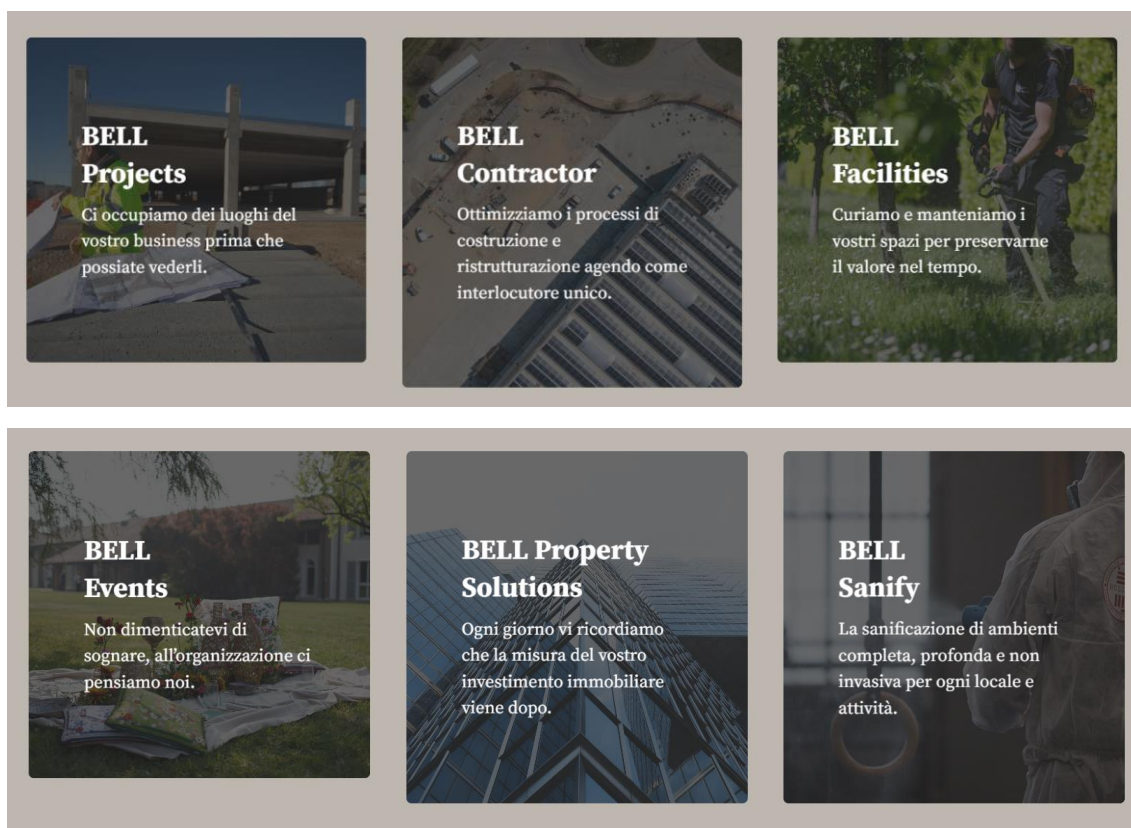 BELL
Projects
Ci occupiamo dei luoghi del
vostro business prima che
possiate vederli.
BELL
Contractor
Ottimizziamo i processi di
costruzione e
ristrutturazione agendo come
interlocutore unico.
BELL
Facilities
Curiamo e manteniamo i
vostri spazi per preservarne
il valore nel tempo.
BELL
Events
Non dimenticatevi di
sognare, all'organizzazione ci
pensiamo noi.
BELL Property
Solutions
Ogni giorno vi ricordiamo
che la misura del vostro
investimento immobiliare
viene dopo.
BELL
Sanify
La sanificazione di ambienti
completa, profonda e non
invasiva per ogni locale e
attività.